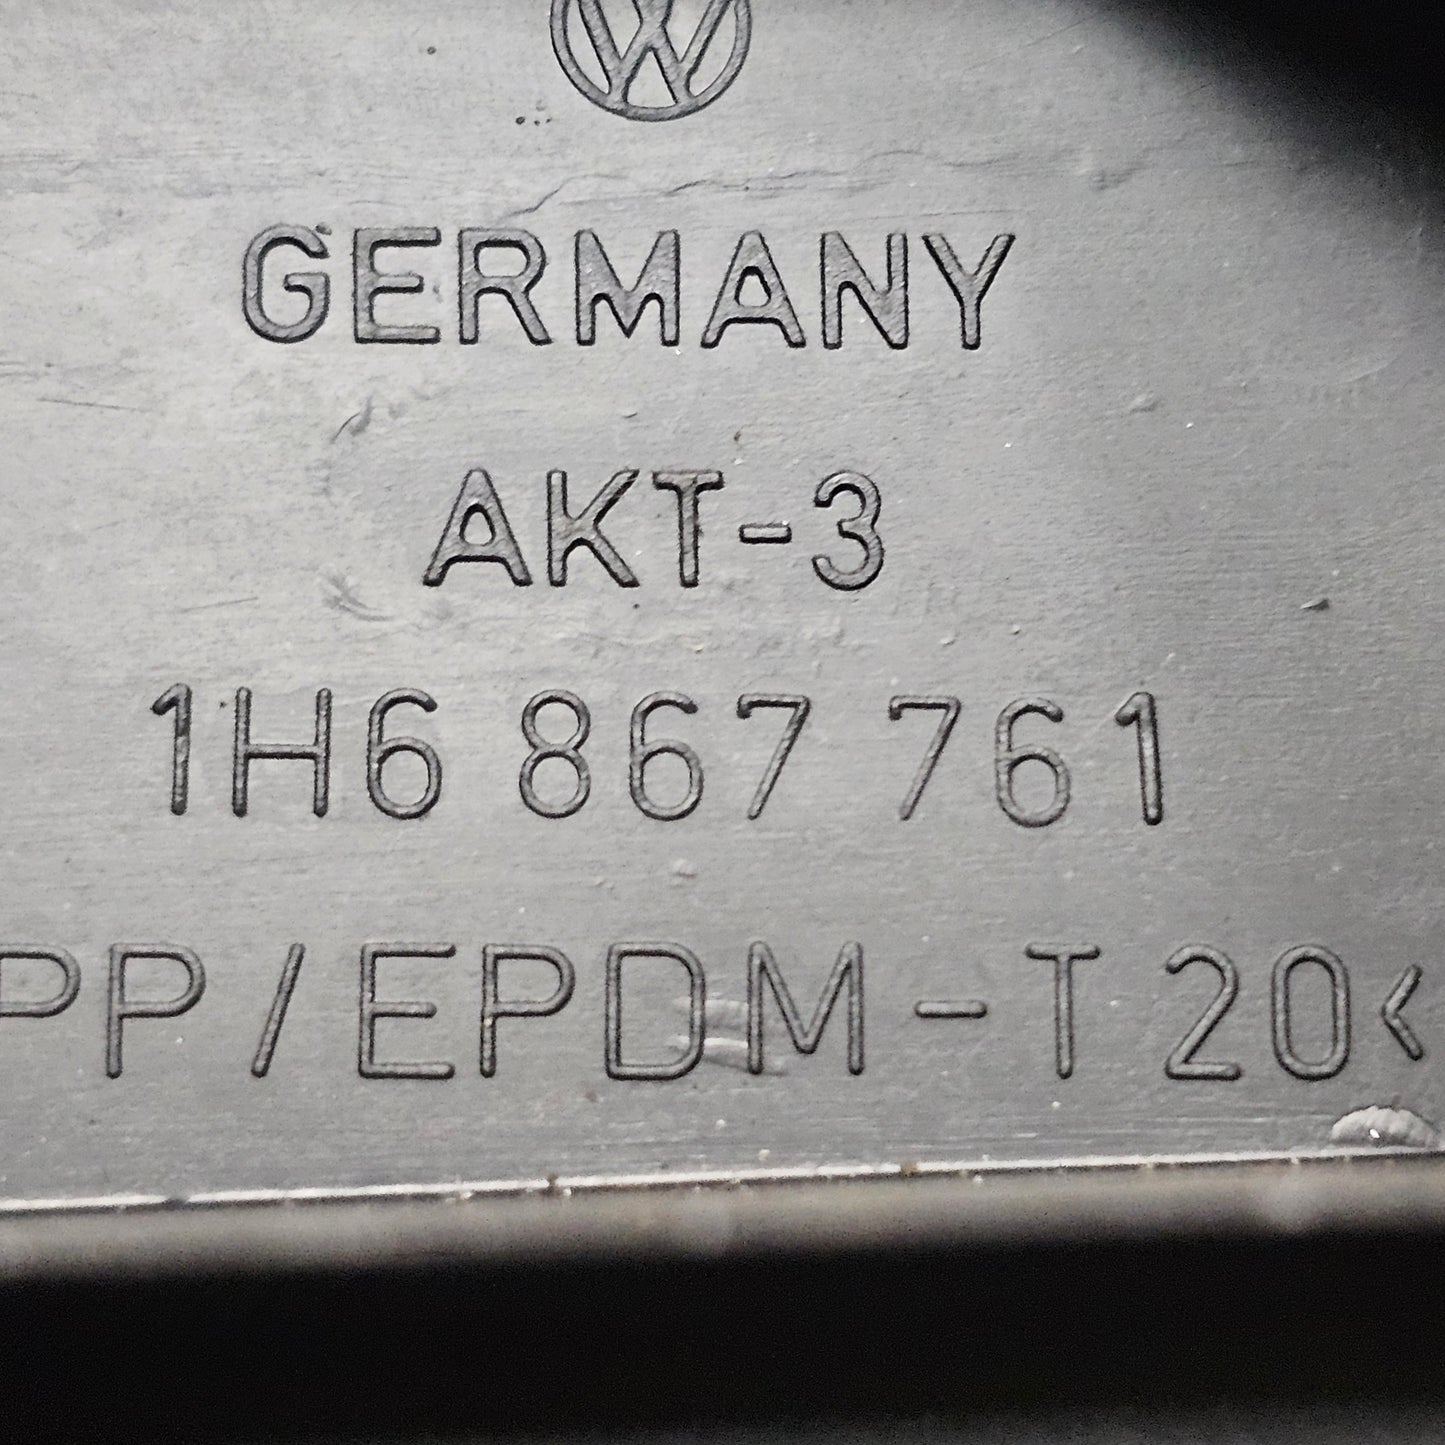 GERMANY
AKT-3
1H6 867 761
PP/EPDM-T20<